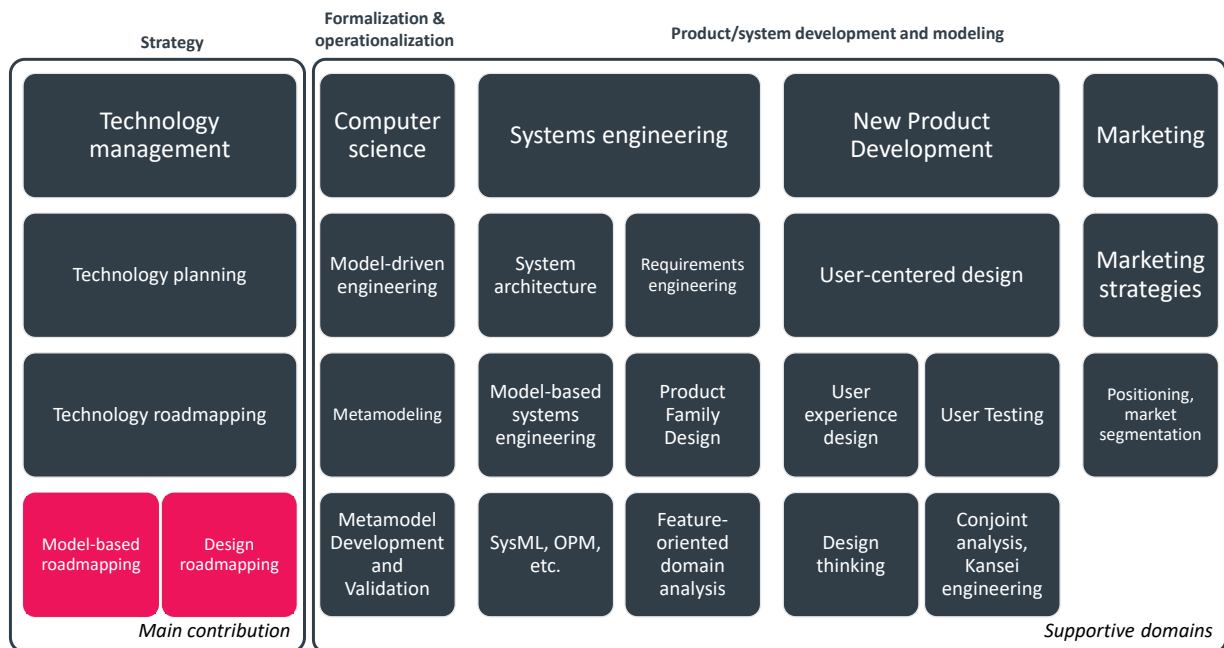 Strategy
Formalization &
operationalization
Product/system development and modeling
Technology
management
Computer
science
Systems engineering
New Product
Development
Marketing
Technology planning
Model-driven
engineering
System
architecture
Requirements
engineering
User-centered design
Marketing
strategies
Technology roadmapping
Metamodeling
Model-based
systems
engineering
Product
Family
Design
User
experience
design
User Testing
Positioning,
market
segmentation
Model-based
roadmapping
Design
roadmapping
Metamodel
Development
and
Validation
SysML, OPM,
etc.
Feature-
oriented
domain
analysis
Design
thinking
Conjoint
analysis,
Kansei
engineering
Main contribution
Supportive domains